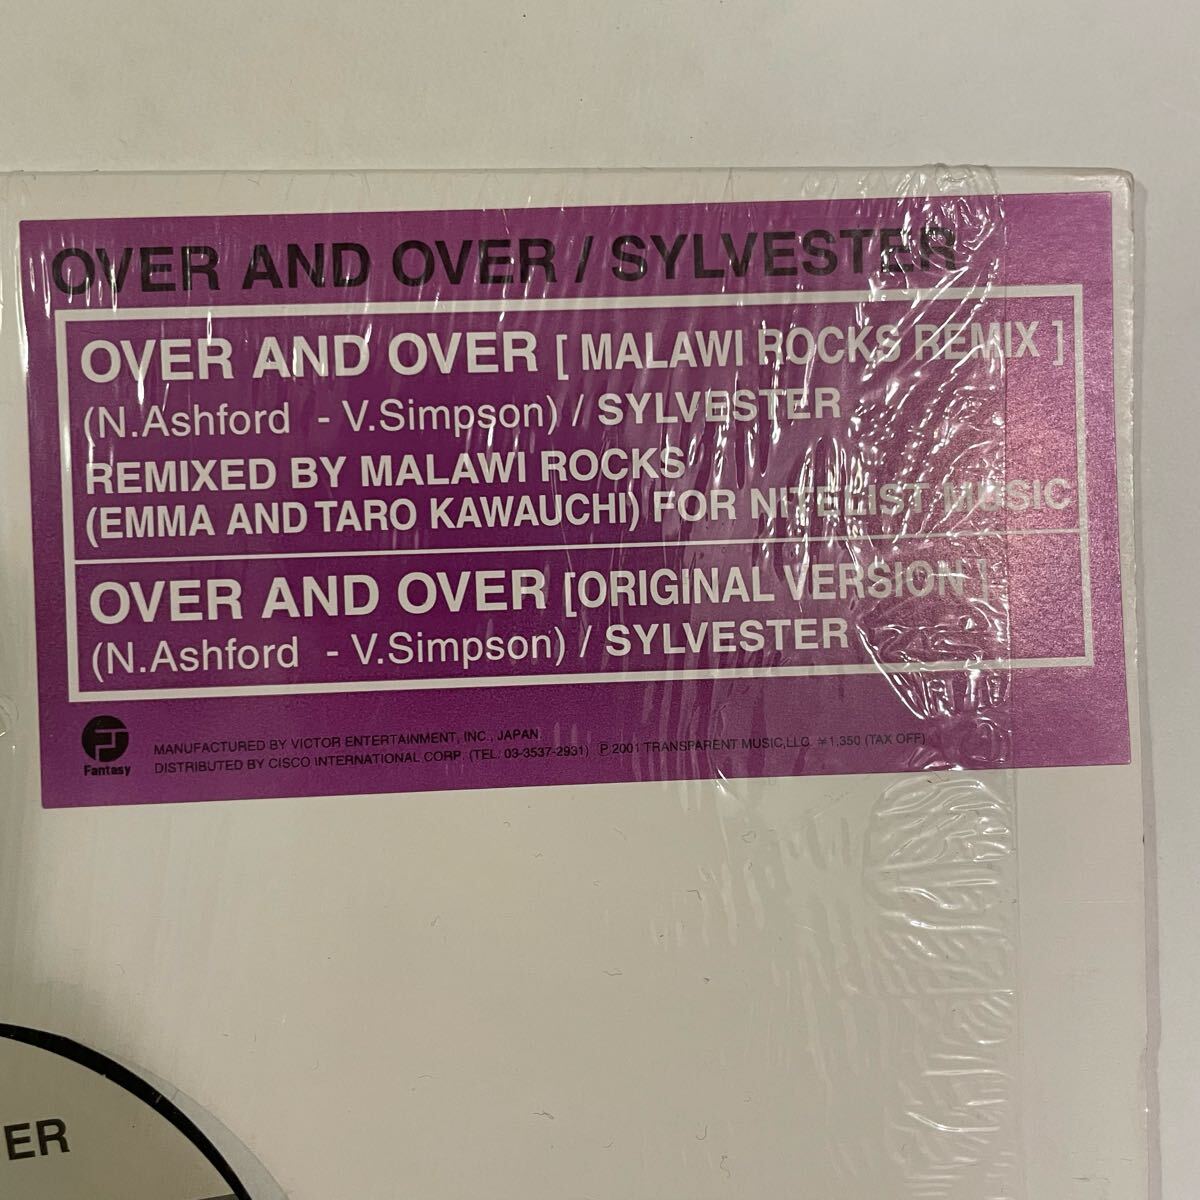 OVER AND OVER / SYLVESTER
OVER AND OVER [ MALAWI ROCKS REMIX ]
(N.Ashford - V.Simpson) / SYLVESTER
REMIXED BY MALAWI ROCKS
(EMMA AND TARO KAWAUCHI) FOR NITELIST MUSIC
OVER AND OVER [ORIGINAL VERSION ]
(N.Ashford - V.Simpson) / SYLVESTER
Fantasy
MANUFACTURED BY VICTOR ENTERTAINMENT, INC., JAPAN.
DISTRIBUTED BY CISCO INTERNATIONAL CORP. (TEL: 03-3537-2931) ℗ 2001 TRANSPARENT MUSIC,LLC. ¥1,350 (TAX OFF)
ER